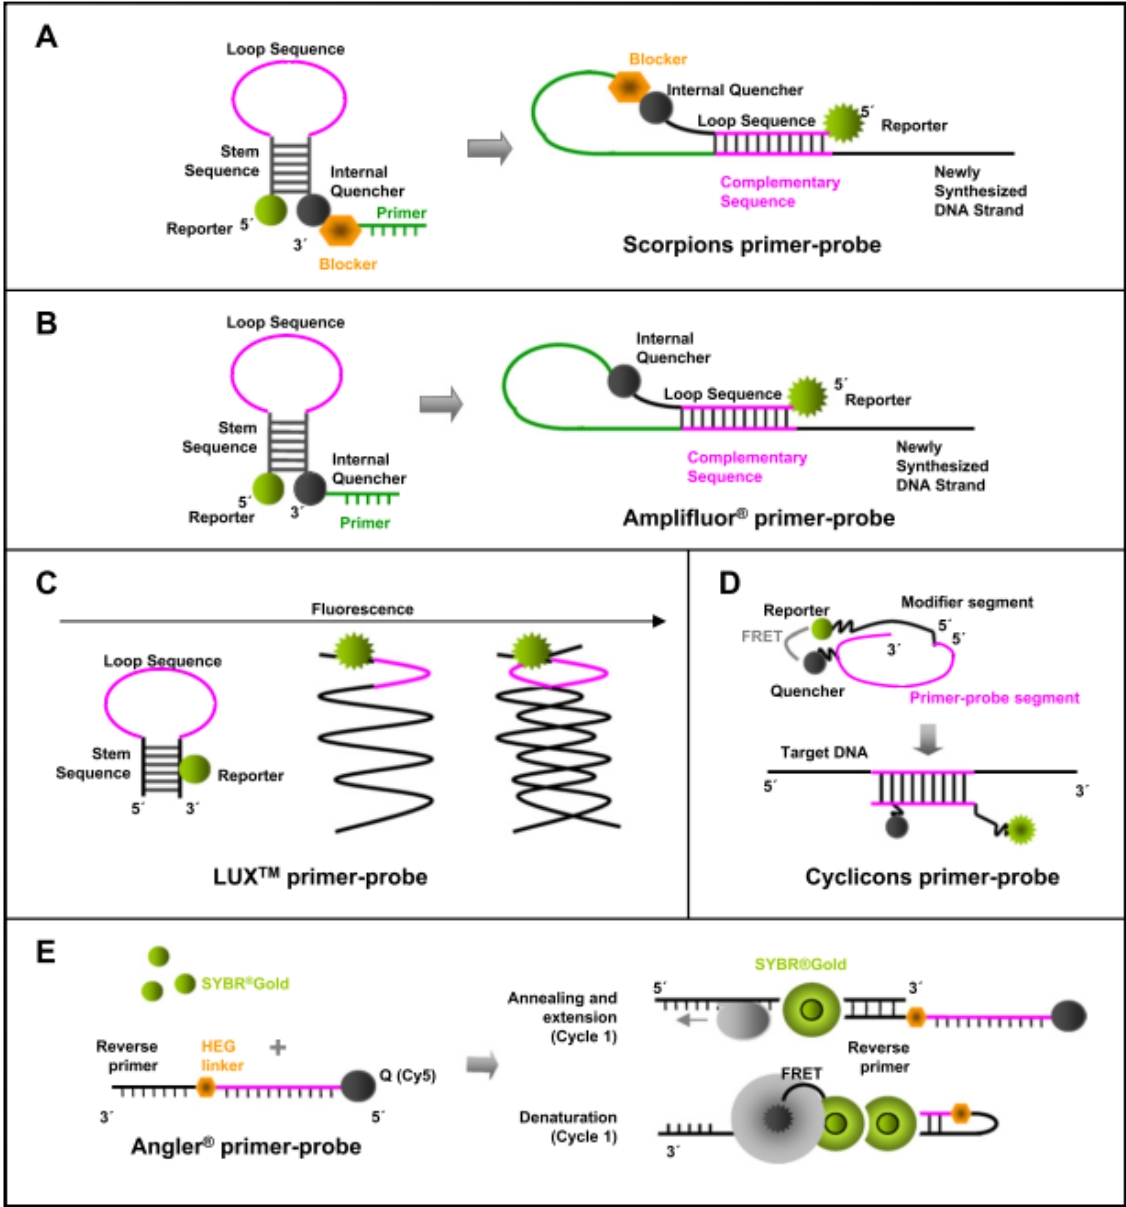 A
Loop Sequence
Stem
Sequence
Internal
Quencher
Reporter
5´
3´
Primer
Blocker
Blocker
Internal Quencher
Loop Sequence
5´
Reporter
Complementary
Sequence
Newly
Synthesized
DNA Strand
Scorpions primer-probe
B
Loop Sequence
Stem
Sequence
Internal
Quencher
5´
Reporter
3´
Primer
Internal
Quencher
Loop Sequence
5´
Reporter
Complementary
Sequence
Newly
Synthesized
DNA Strand
Amplifluor® primer-probe
C
Fluorescence
Loop Sequence
Stem
Sequence
Reporter
5´
3´
LUX™ primer-probe
D
Reporter
Modifier segment
FRET
5´
5´
3´
Quencher
Primer-probe segment
Target DNA
5´
3´
Cyclicons primer-probe
E
SYBR®Gold
Reverse
primer
HEG
linker
+
Q (Cy5)
3´
5´
Angler® primer-probe
SYBR®Gold
5´
3´
Annealing and
extension
(Cycle 1)
Reverse
primer
FRET
Denaturation
(Cycle 1)
3´